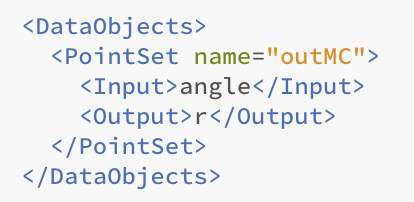 <DataObjects>
  <PointSet name="outMC">
    <Input>angle</Input>
    <Output>r</Output>
  </PointSet>
</DataObjects>